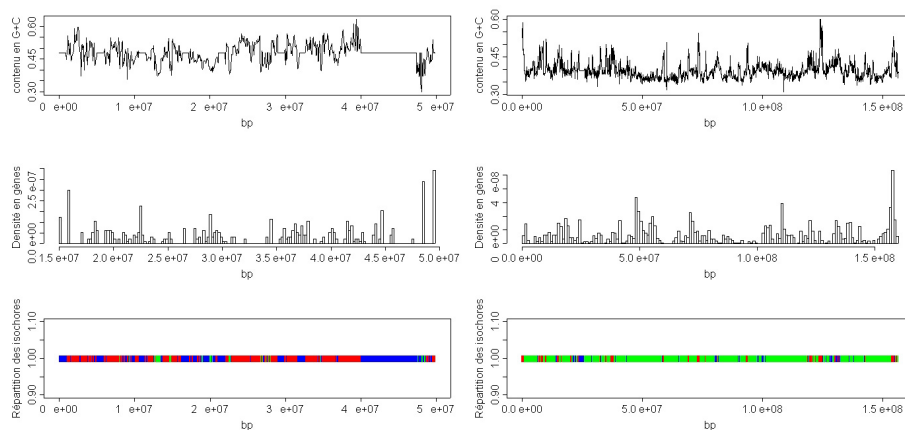 contenu en G+C
0.30
0.45
0.60
0 e+00
1 e+07
2 e+07
3 e+07
4 e+07
5 e+07
bp
contenu en G+C
0.30
0.45
0.60
0.0 e+00
5.0 e+07
1.0 e+08
1.5 e+08
bp
Densité en gènes
0.0 e+00
2.5 e-07
1.5 e+07
2.0 e+07
2.5 e+07
3.0 e+07
3.5 e+07
4.0 e+07
4.5 e+07
5.0 e+07
bp
Densité en gènes
0 e+00
4 e-08
0.0 e+00
5.0 e+07
1.0 e+08
1.5 e+08
bp
Répartition des isochores
0.90
1.00
1.10
0 e+00
1 e+07
2 e+07
3 e+07
4 e+07
5 e+07
bp
Répartition des isochores
0.90
1.00
1.10
0.0 e+00
5.0 e+07
1.0 e+08
1.5 e+08
bp